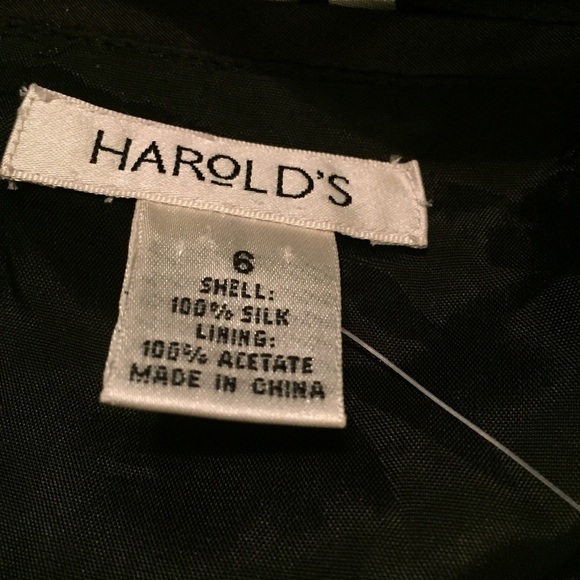 HAROLD'S
6
SHELL:
100% SILK
LINING:
100% ACETATE
MADE IN CHINA